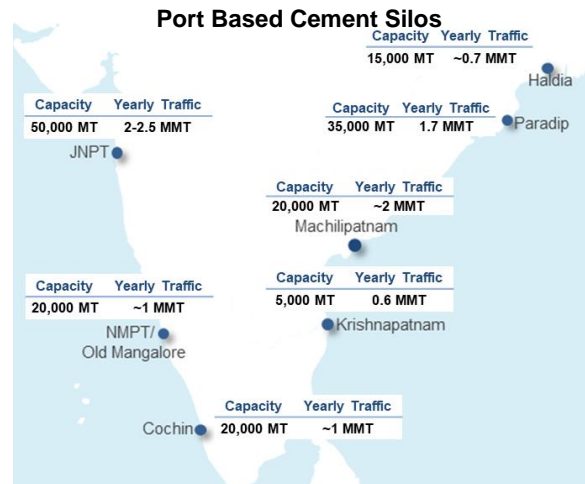 Port Based Cement Silos
Capacity Yearly Traffic
15,000 MT ~0.7 MMT
Haldia
Capacity Yearly Traffic
50,000 MT 2-2.5 MMT
JNPT
Capacity Yearly Traffic
35,000 MT 1.7 MMT
Paradip
Capacity Yearly Traffic
20,000 MT ~2 MMT
Machilipatnam
Capacity Yearly Traffic
20,000 MT ~1 MMT
NMPT/
Old Mangalore
Capacity Yearly Traffic
5,000 MT 0.6 MMT
Krishnapatnam
Capacity Yearly Traffic
Cochin 20,000 MT ~1 MMT